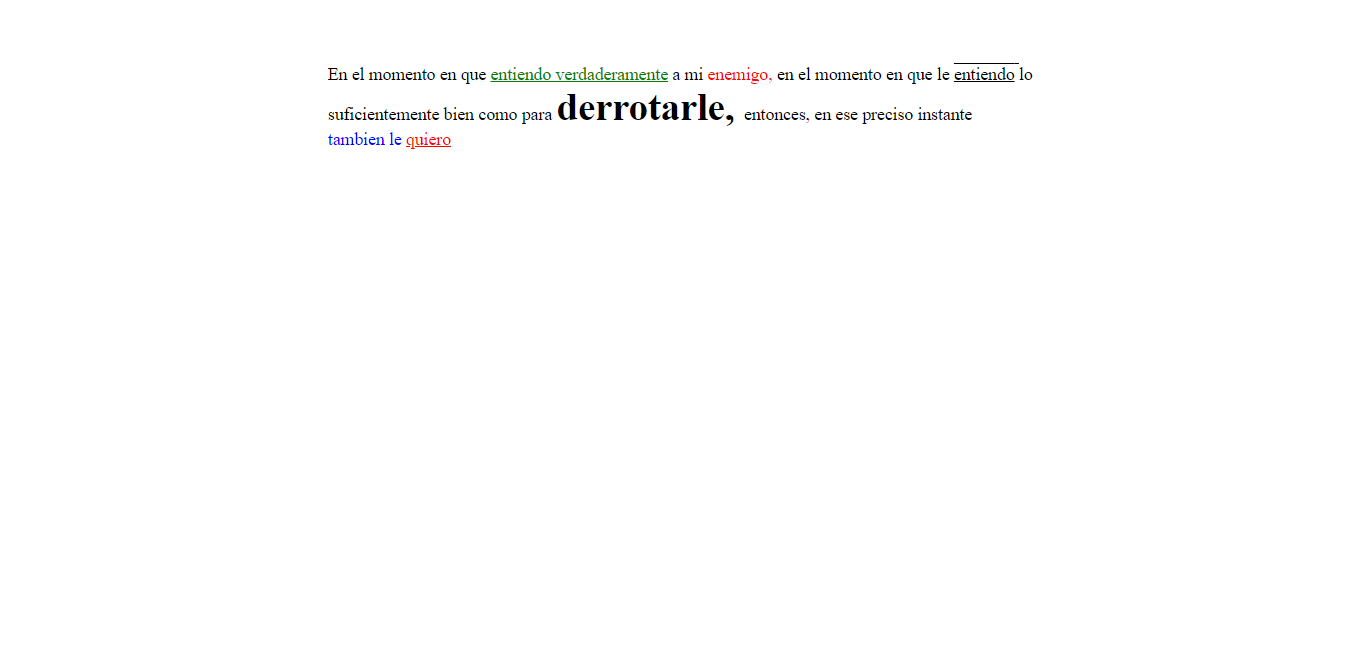 En el momento en que entiendo verdaderamente a mi enemigo, en el momento en que le entiendo lo
suficientemente bien como para derrotarle, entonces, en ese preciso instante
tambien le quiero